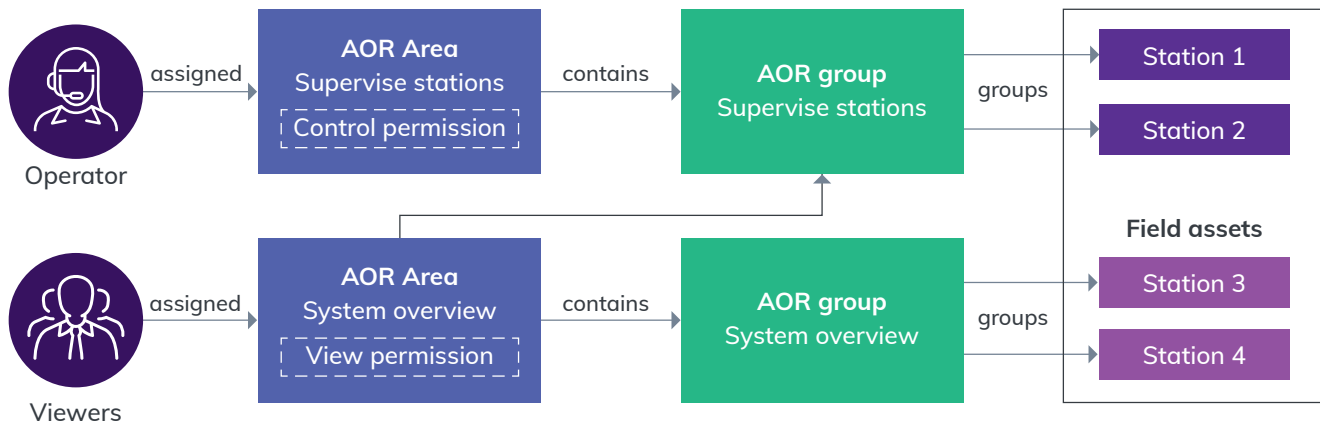 assigned
AOR Area
Supervise stations
Control permission
contains
AOR group
Supervise stations
groups
Station 1
Station 2
Operator
Field assets
assigned
AOR Area
System overview
View permission
contains
AOR group
System overview
groups
Station 3
Station 4
Viewers